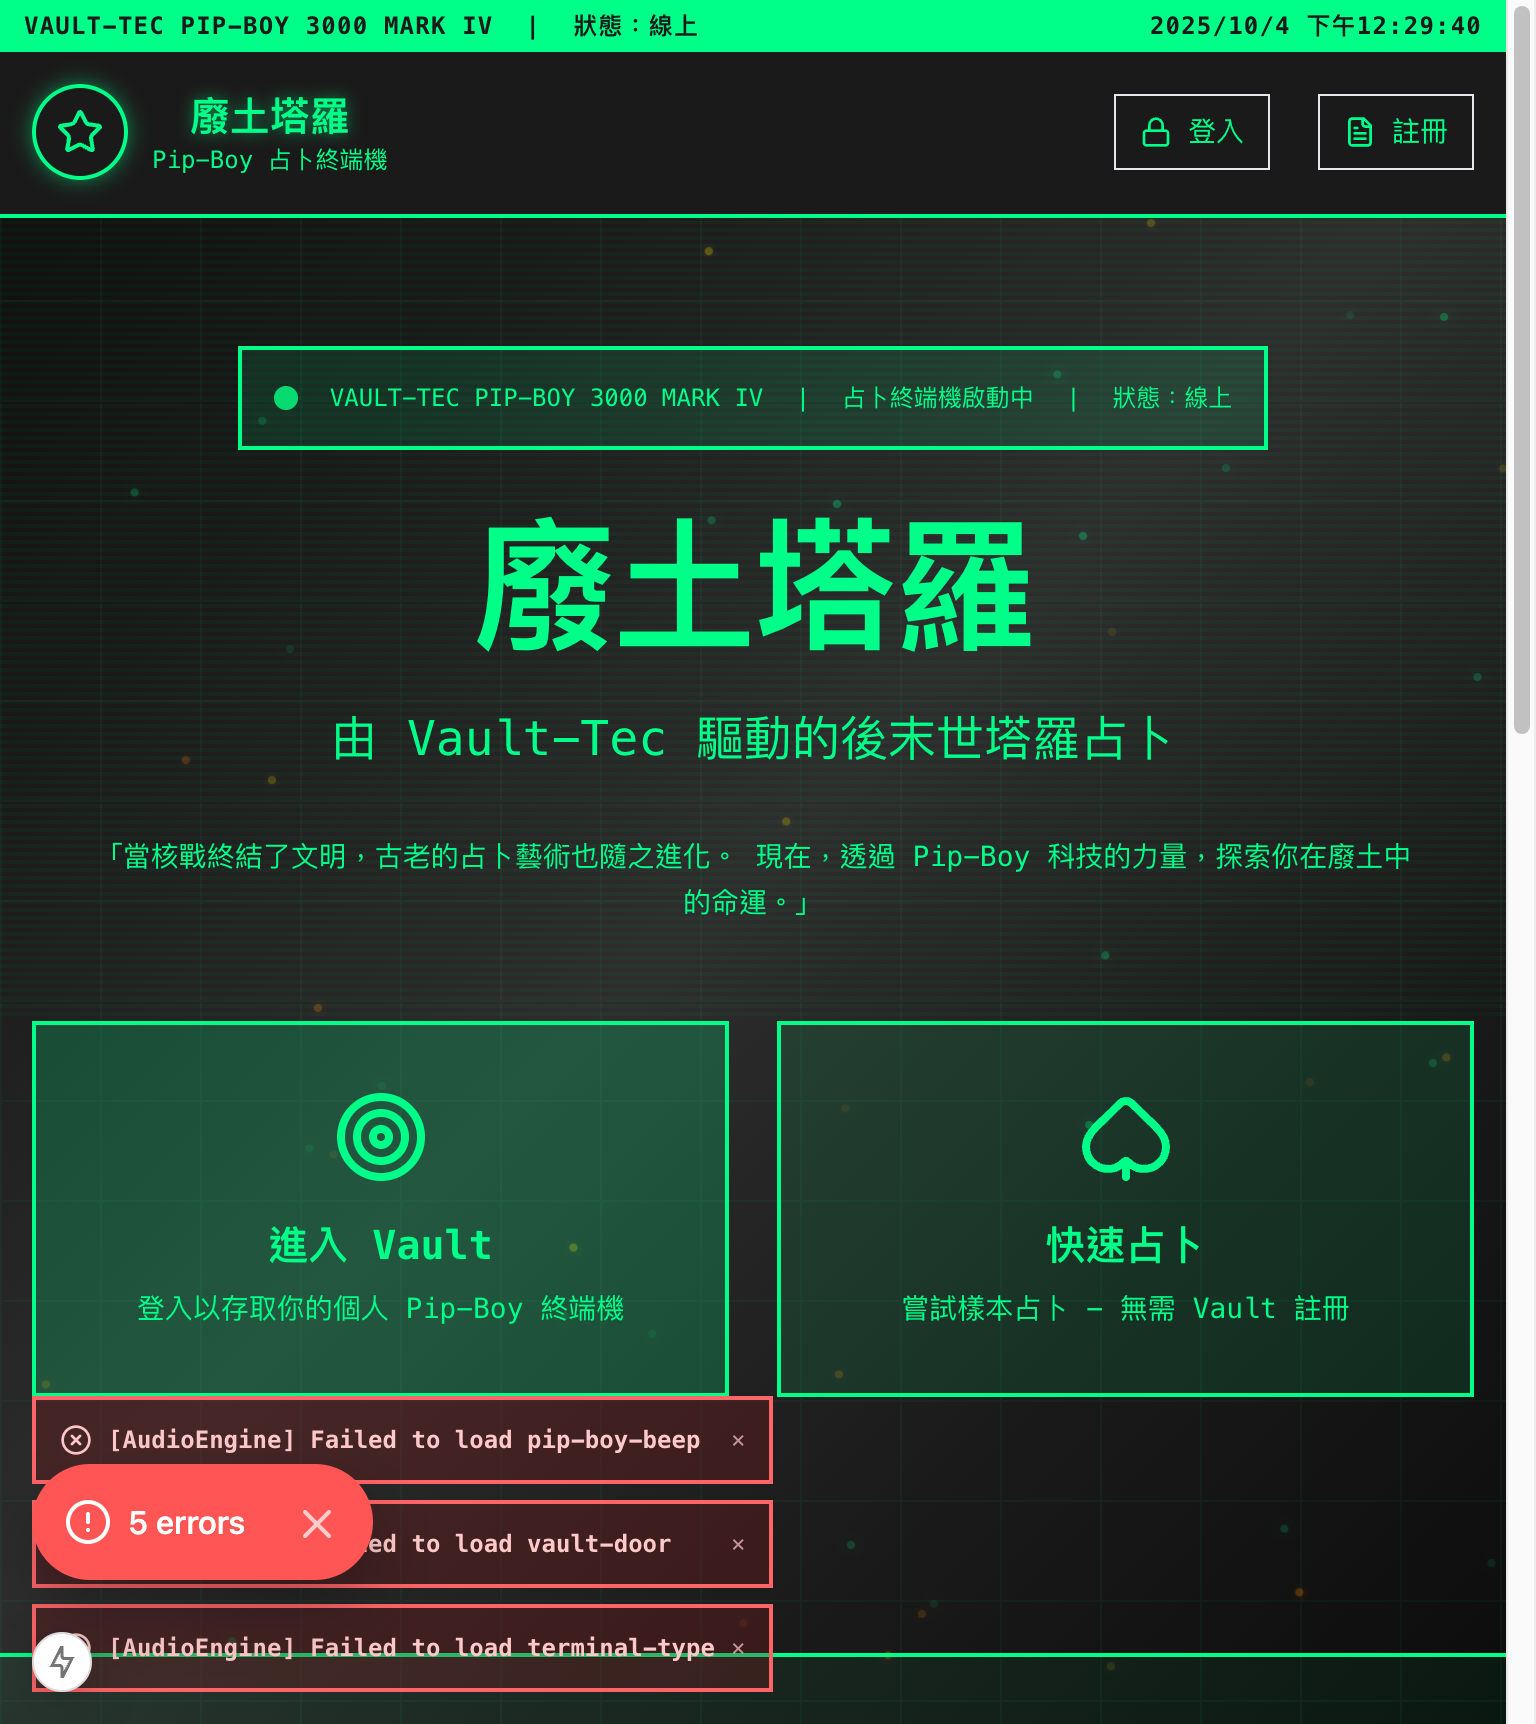 VAULT-TEC PIP-BOY 3000 MARK IV | 狀態：線上
2025/10/4 下午12:29:40
廢土塔羅
Pip-Boy 占卜終端機
登入
註冊
VAULT-TEC PIP-BOY 3000 MARK IV | 占卜終端機啟動中 | 狀態：線上
廢土塔羅
由 Vault-Tec 驅動的後末世塔羅占卜
「當核戰終結了文明，古老的占卜藝術也隨之進化。 現在，透過 Pip-Boy 科技的力量，探索你在廢土中
的命運。」
進入 Vault
登入以存取你的個人 Pip-Boy 終端機
快速占卜
嘗試樣本占卜 - 無需 Vault 註冊
[AudioEngine] Failed to load pip-boy-beep ×
5 errors
to load vault-door ×
[AudioEngine] Failed to load terminal-type ×